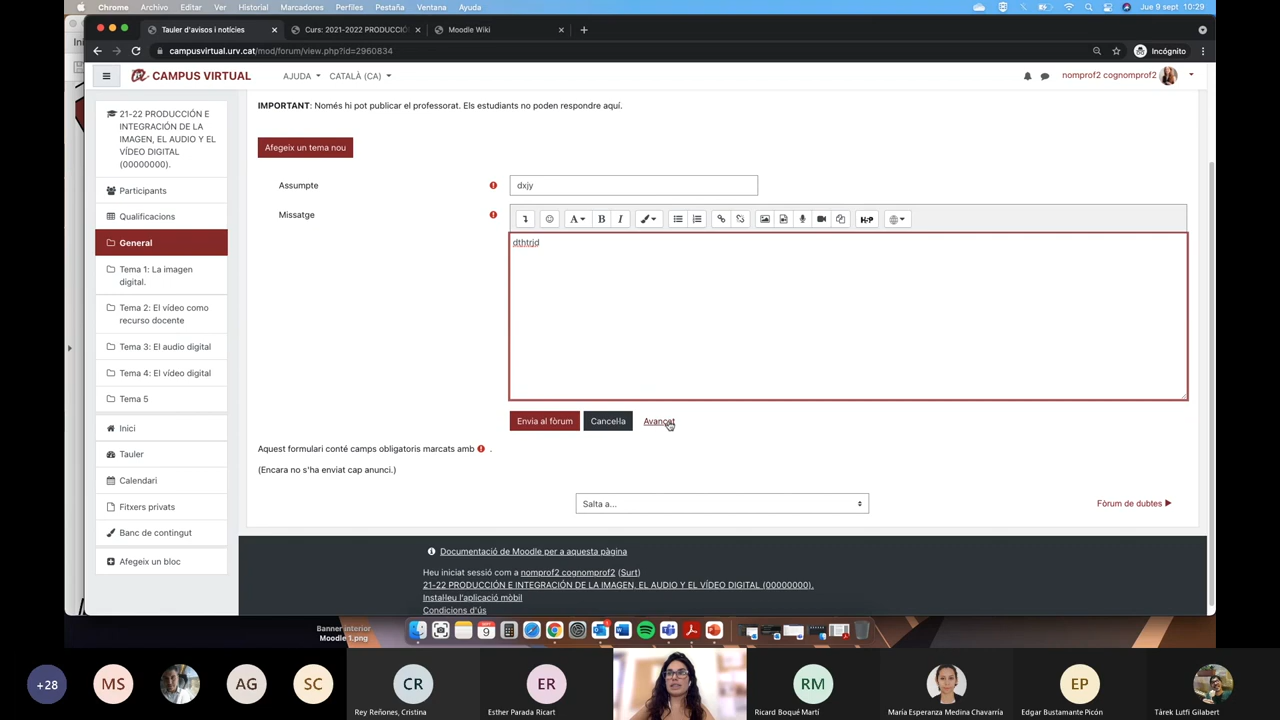 Chrome Archivo Editar Ver Historial Marcadores Perfiles Pestaña Ventana Ayuda
Jue 9 sept 10:29
Tauler d'avisos i notícies
Curs: 2021-2022 PRODUCCIÓ
Moodle Wiki
campusvirtual.urv.cat/mod/forum/view.php?id=2960834
Incógnito
CAMPUS VIRTUAL
AJUDA
CATALÀ (CA)
nomprof2 cognomprof2
21-22 PRODUCCIÓN E
INTEGRACIÓN DE LA
IMAGEN, EL AUDIO Y EL
VÍDEO DIGITAL
(00000000).
Participants
Qualificacions
General
Tema 1: La imagen
digital.
Tema 2: El vídeo como
recurso docente
Tema 3: El audio digital
Tema 4: El vídeo digital
Tema 5
Inici
Tauler
Calendari
Fitxers privats
Banc de contingut
Afegeix un bloc
IMPORTANT: Només hi pot publicar el professorat. Els estudiants no poden respondre aquí.
Afegeix un tema nou
Assumpte
dxjy
Missatge
A B I
H5P
dthtrjd
Envia al fòrum
Cancel·la
Avançat
Aquest formulari conté camps obligatoris marcats amb .
(Encara no s'ha enviat cap anunci.)
Salta a...
Fòrum de dubtes
Documentació de Moodle per a aquesta pàgina
Heu iniciat sessió com a nomprof2 cognomprof2 (Surt)
21-22 PRODUCCIÓN E INTEGRACIÓN DE LA IMAGEN, EL AUDIO Y EL VÍDEO DIGITAL (00000000).
Instal·leu l'aplicació mòbil
Condicions d'ús
Banner interior
Moodle 1.png
+28
MS
AG
SC
CR
ER
RM
EP
Rey Reñones, Cristina
Esther Parada Ricart
Ricard Boqué Martí
María Esperanza Medina Chavarría
Edgar Bustamante Picón
Tárek Lutfi Gilabert